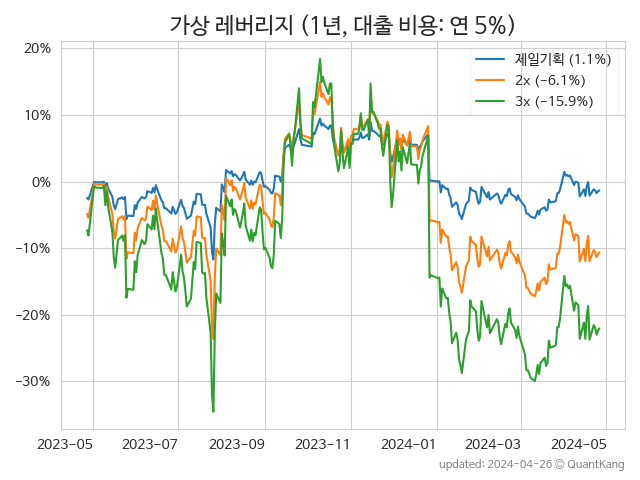 가상 레버리지 (1년, 대출 비용: 연 5%)
20%
10%
0%
−10%
−20%
−30%
제일기획 (1.1%)
2x (−6.1%)
3x (−15.9%)
2023-05 2023-07 2023-09 2023-11 2024-01 2024-03 2024-05
updated: 2024-04-26 © QuantKang